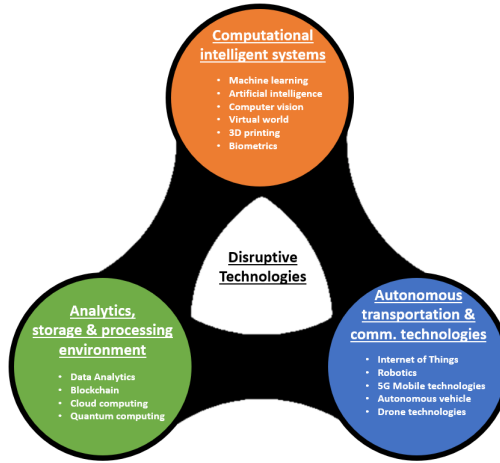 Computational
intelligent systems
• Machine learning
• Artificial intelligence
• Computer vision
• Virtual world
• 3D printing
• Biometrics
Disruptive
Technologies
Analytics,
storage & processing
environment
• Data Analytics
• Blockchain
• Cloud computing
• Quantum computing
Autonomous
transportation &
comm. technologies
• Internet of Things
• Robotics
• 5G Mobile technologies
• Autonomous vehicle
• Drone technologies